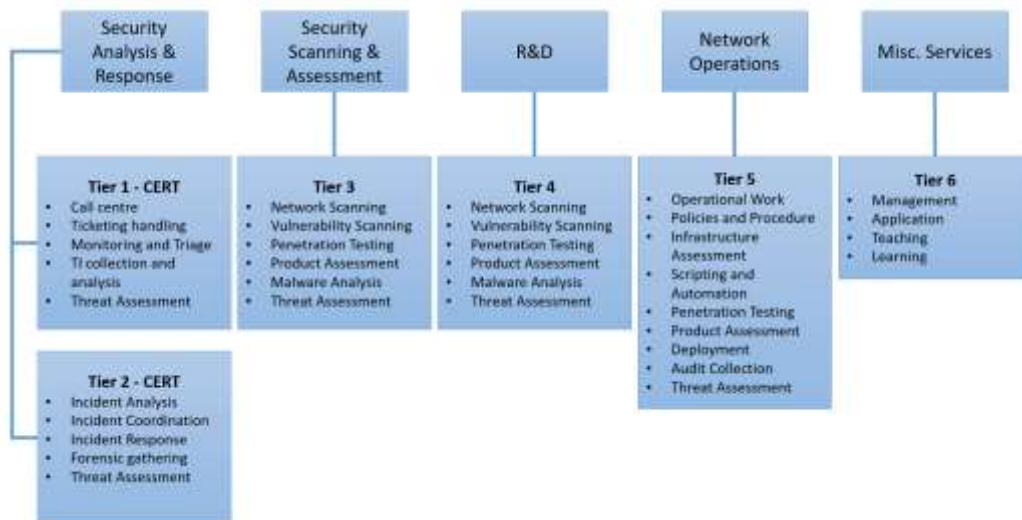 Security
Analysis &
Response
Security
Scanning &
Assessment
R&D
Network
Operations
Misc. Services
Tier 1 - CERT
• Call centre
• Ticketing handling
• Monitoring and Triage
• TI collection and
analysis
• Threat Assessment
Tier 2 - CERT
• Incident Analysis
• Incident Coordination
• Incident Response
• Forensic gathering
• Threat Assessment
Tier 3
• Network Scanning
• Vulnerability Scanning
• Penetration Testing
• Product Assessment
• Malware Analysis
• Threat Assessment
Tier 4
• Network Scanning
• Vulnerability Scanning
• Penetration Testing
• Product Assessment
• Malware Analysis
• Threat Assessment
Tier 5
• Operational Work
• Policies and Procedure
• Infrastructure
Assessment
• Scripting and
Automation
• Penetration Testing
• Product Assessment
• Deployment
• Audit Collection
• Threat Assessment
Tier 6
• Management
• Application
• Teaching
• Learning